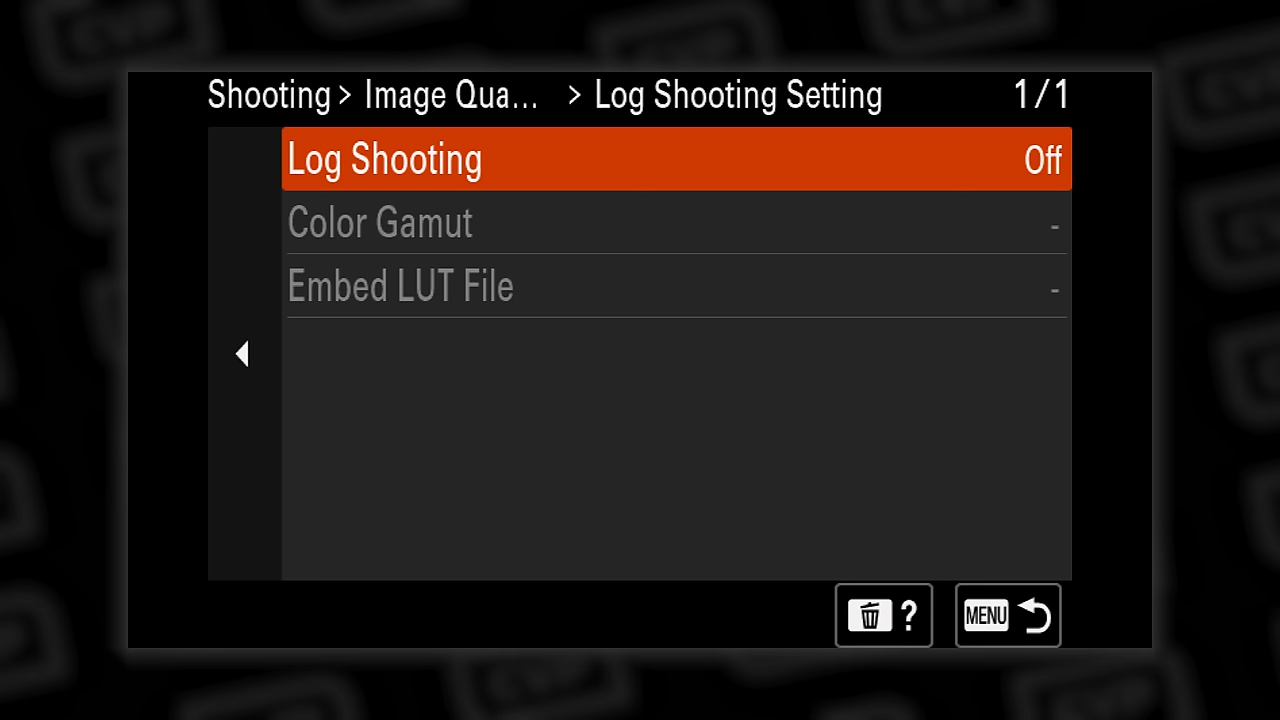 Shooting > Image Qua... > Log Shooting Setting 1/1
Log Shooting Off
Color Gamut -
Embed LUT File -
? MENU